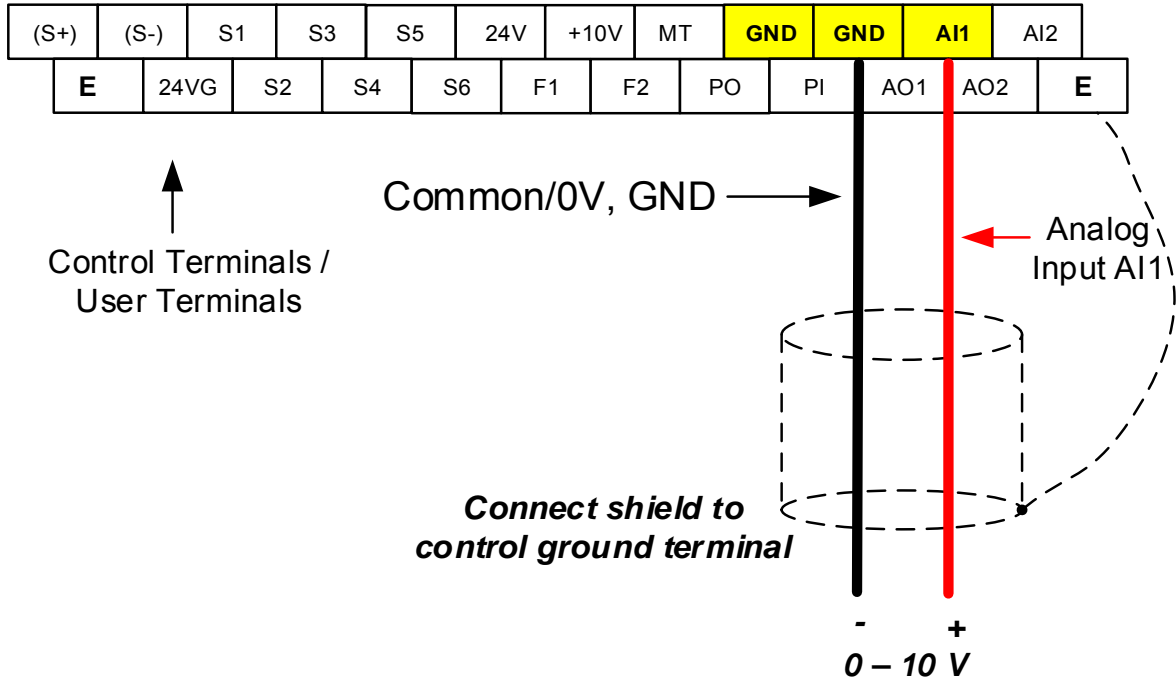 (S+) (S-) S1 S3 S5 24V +10V MT GND GND AI1 AI2
E 24VG S2 S4 S6 F1 F2 PO PI AO1 AO2 E
Common/0V, GND
Control Terminals /
User Terminals
Analog
Input AI1
Connect shield to
control ground terminal
- +
0 – 10 V